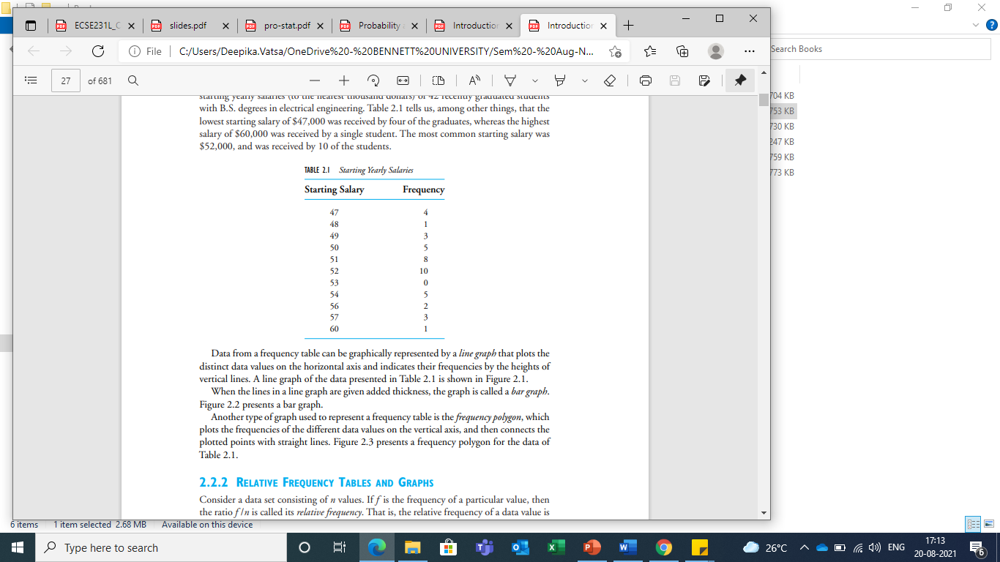 ECSE231L_C
slides.pdf
pro-stat.pdf
Probability
Introduction
Introduction
File
C:/Users/Deepika.Vatsa/OneDrive%20-%20BENNETT%20UNIVERSITY/Sem%20-%20Aug-N...
Search Books
27 of 681
starting yearly salaries (to the nearest thousand dollars) of 42 recently graduated students
with B.S. degrees in electrical engineering. Table 2.1 tells us, among other things, that the
lowest starting salary of $47,000 was received by four of the graduates, whereas the highest
salary of $60,000 was received by a single student. The most common starting salary was
$52,000, and was received by 10 of the students.
TABLE 2.1 Starting Yearly Salaries
Starting Salary Frequency
47 4
48 1
49 3
50 5
51 8
52 10
53 0
54 5
56 2
57 3
60 1
Data from a frequency table can be graphically represented by a line graph that plots the
distinct data values on the horizontal axis and indicates their frequencies by the heights of
vertical lines. A line graph of the data presented in Table 2.1 is shown in Figure 2.1.
When the lines in a line graph are given added thickness, the graph is called a bar graph.
Figure 2.2 presents a bar graph.
Another type of graph used to represent a frequency table is the frequency polygon, which
plots the frequencies of the different data values on the vertical axis, and then connects the
plotted points with straight lines. Figure 2.3 presents a frequency polygon for the data of
Table 2.1.
2.2.2 RELATIVE FREQUENCY TABLES AND GRAPHS
Consider a data set consisting of n values. If f is the frequency of a particular value, then
the ratio f/n is called its relative frequency. That is, the relative frequency of a data value is
704 KB
753 KB
730 KB
247 KB
759 KB
773 KB
6 items 1 item selected 2.68 MB Available on this device
Type here to search
26°C
ENG
17:13
20-08-2021
6